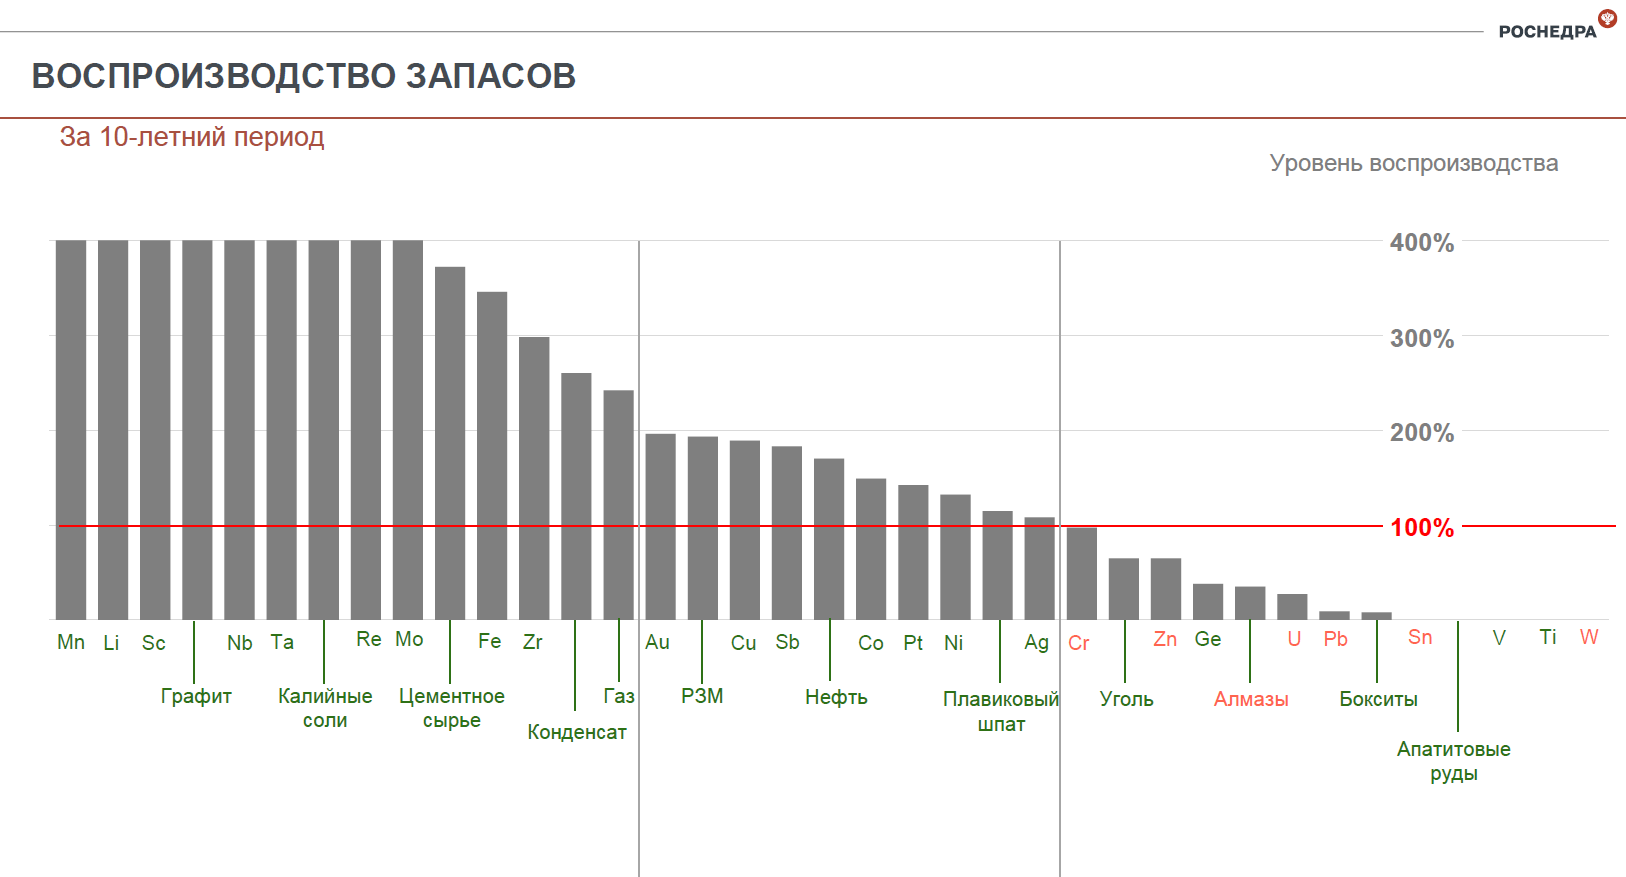 РОСНЕДРА
ВОСПРОИЗВОДСТВО ЗАПАСОВ
За 10-летний период
Уровень воспроизводства
400%
300%
200%
100%
Mn Li Sc Nb Ta Re Mo Fe Zr Au Cu Sb Co Pt Ni Ag Cr Zn Ge U Pb Sn V Ti W
Графит
Калийные
соли
Цементное
сырье
Конденсат
Газ
РЗМ
Нефть
Плавиковый
шпат
Уголь
Алмазы
Бокситы
Апатитовые
руды